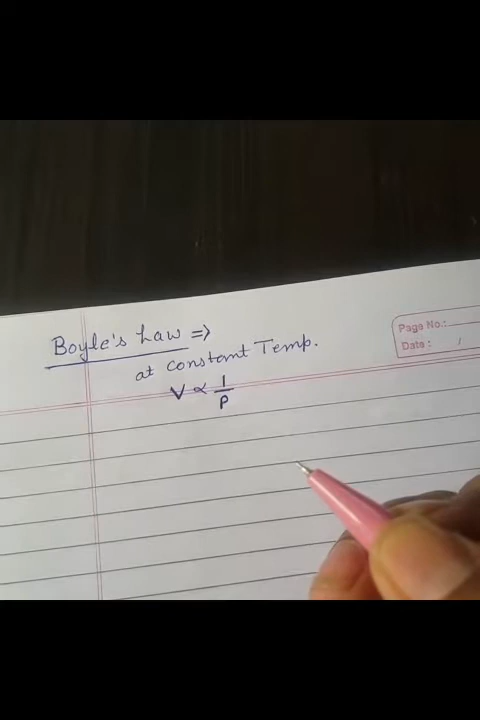 Boyle's Law ⇒
Page No.:
Date : /
at constant Temp.
V ∝ 1/P